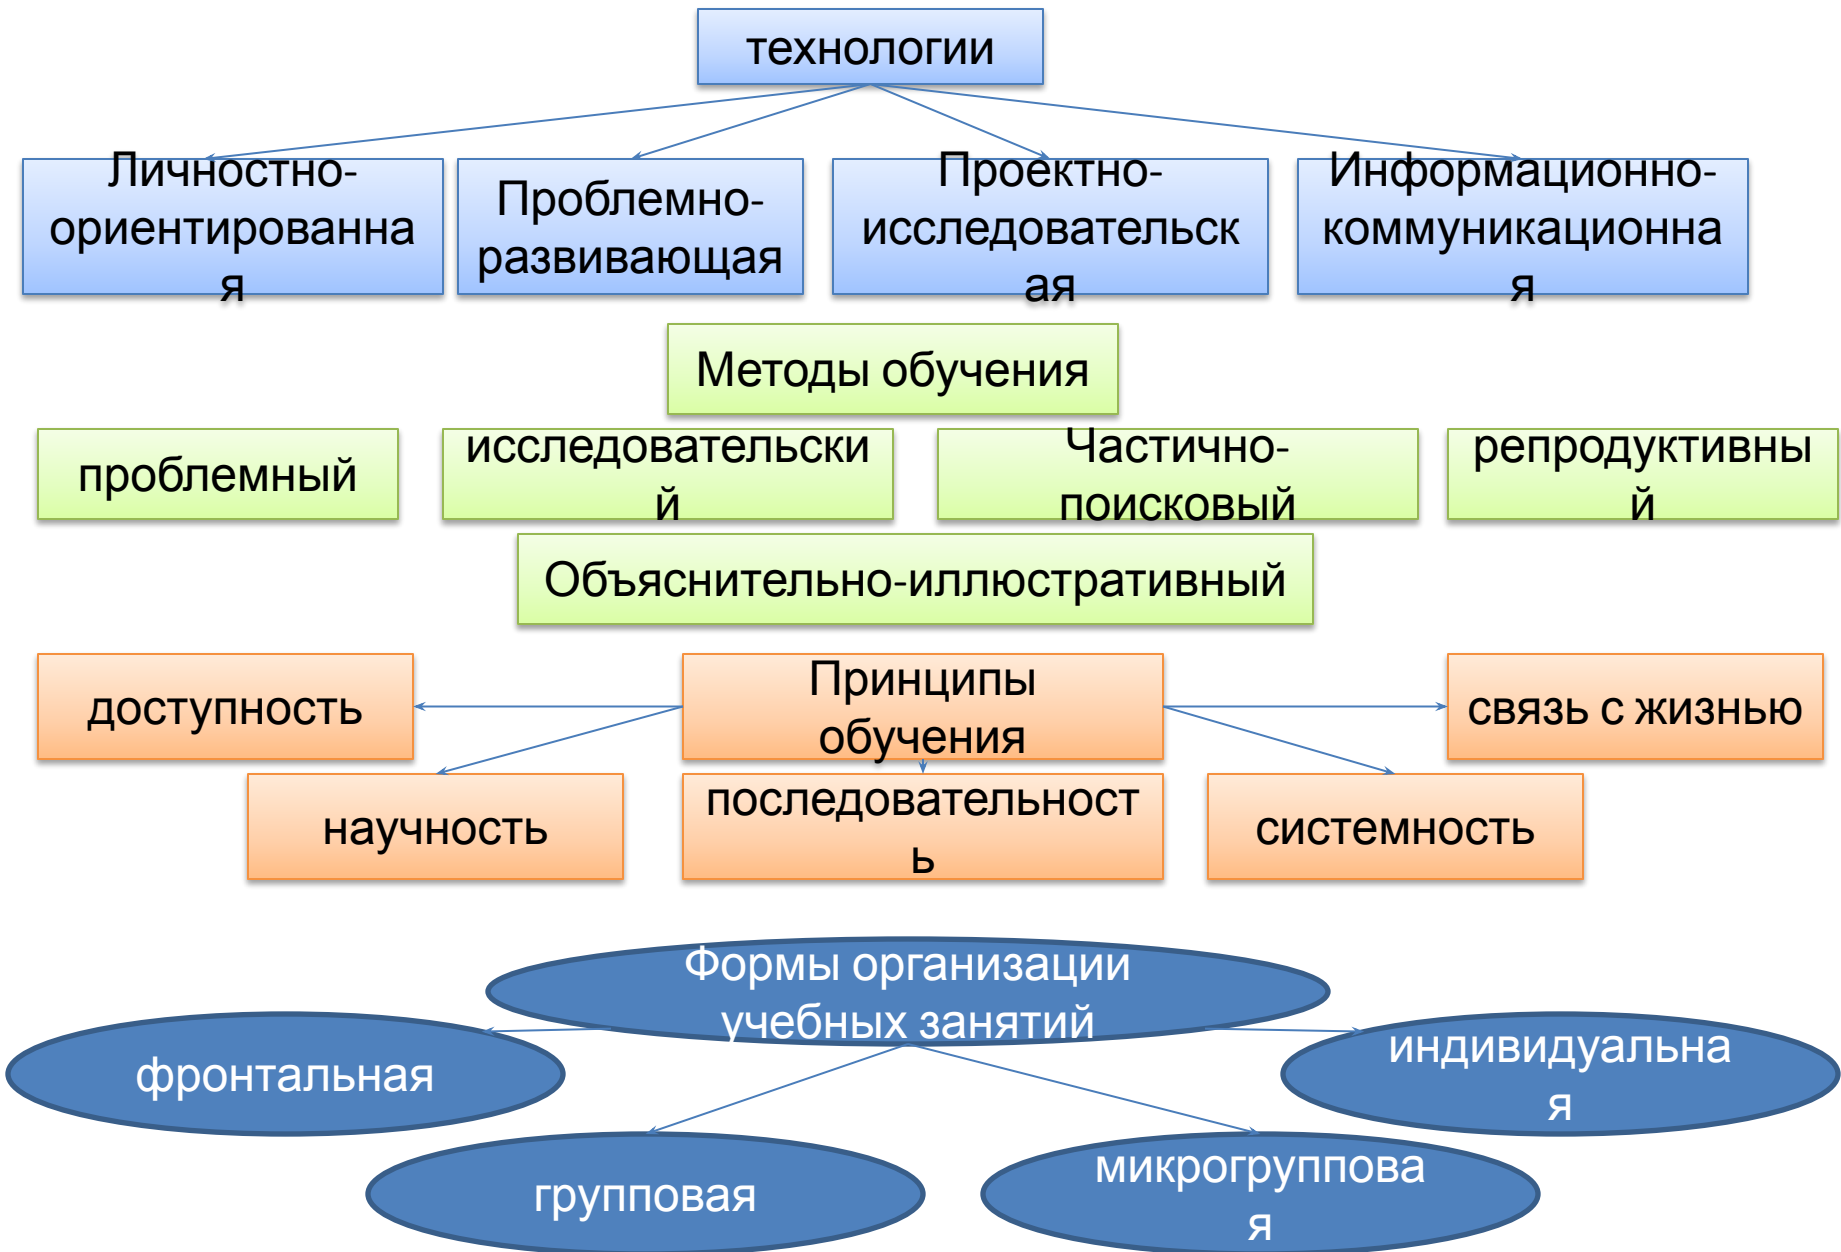 технологии
Личностно-
ориентированна
я
Проблемно-
развивающая
Проектно-
исследовательск
ая
Информационно-
коммуникационна
я
Методы обучения
проблемный
исследовательски
й
Частично-
поисковый
репродуктивны
й
Объяснительно-иллюстративный
доступность
Принципы
обучения
связь с жизнью
научность
последовательност
ь
системность
Формы организации
учебных занятий
фронтальная
индивидуальна
я
групповая
микрогруппова
я